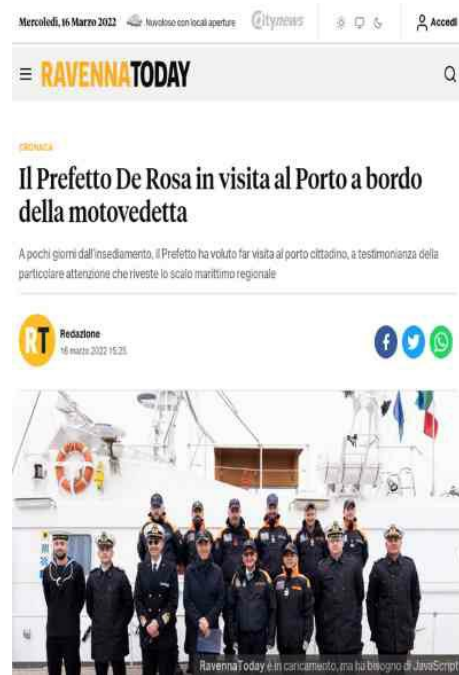 Mercoledì, 16 Marzo 2022 Nuvoloso con locali aperture Citynews Accedi
RAVENNATODAY
CRONACA
Il Prefetto De Rosa in visita al Porto a bordo
della motovedetta
A pochi giorni dall'insediamento, il Prefetto ha voluto far visita al porto cittadino, a testimonianza della
particolare attenzione che riveste lo scalo marittimo regionale
RT
Redazione
16 marzo 2022 15:25
RavennaToday è in caricamento, ma ha bisogno di JavaScript